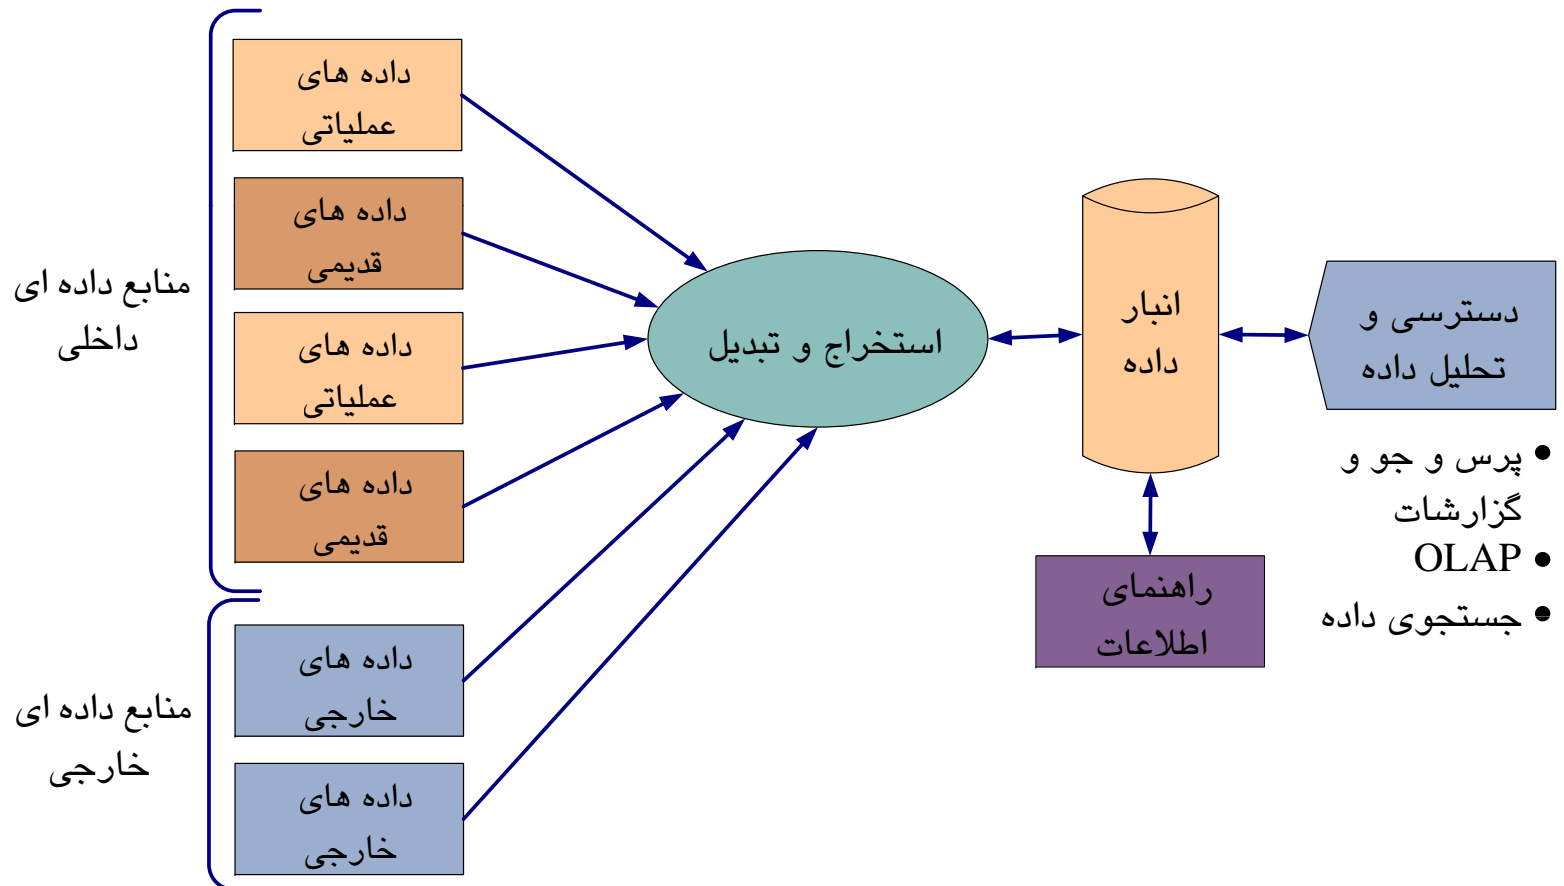 منابع داده ای
داخلی
داده های
عملیاتی
داده های
قدیمی
داده های
عملیاتی
داده های
قدیمی
منابع داده ای
خارجی
داده های
خارجی
داده های
خارجی
استخراج و تبدیل
انبار
داده
راهنمای
اطلاعات
دسترسی و
تحلیل داده
• پرس و جو و
گزارشات
• OLAP
• جستجوی داده